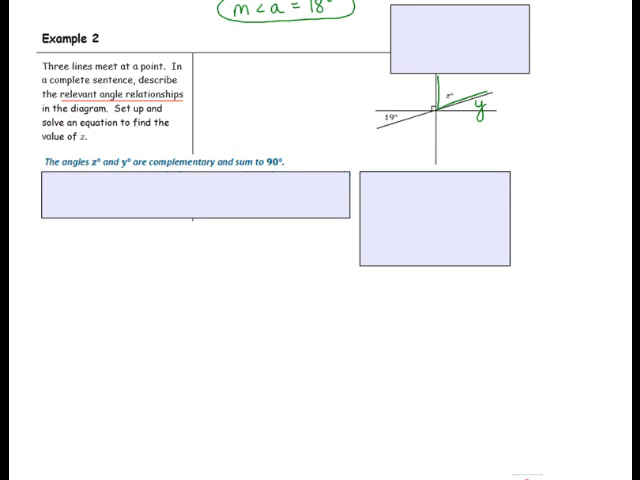 m < a = 18°
Example 2
Three lines meet at a point. In
a complete sentence, describe
the relevant angle relationships
in the diagram. Set up and
solve an equation to find the
value of z.
z°
y
19°
The angles z° and y° are complementary and sum to 90°.